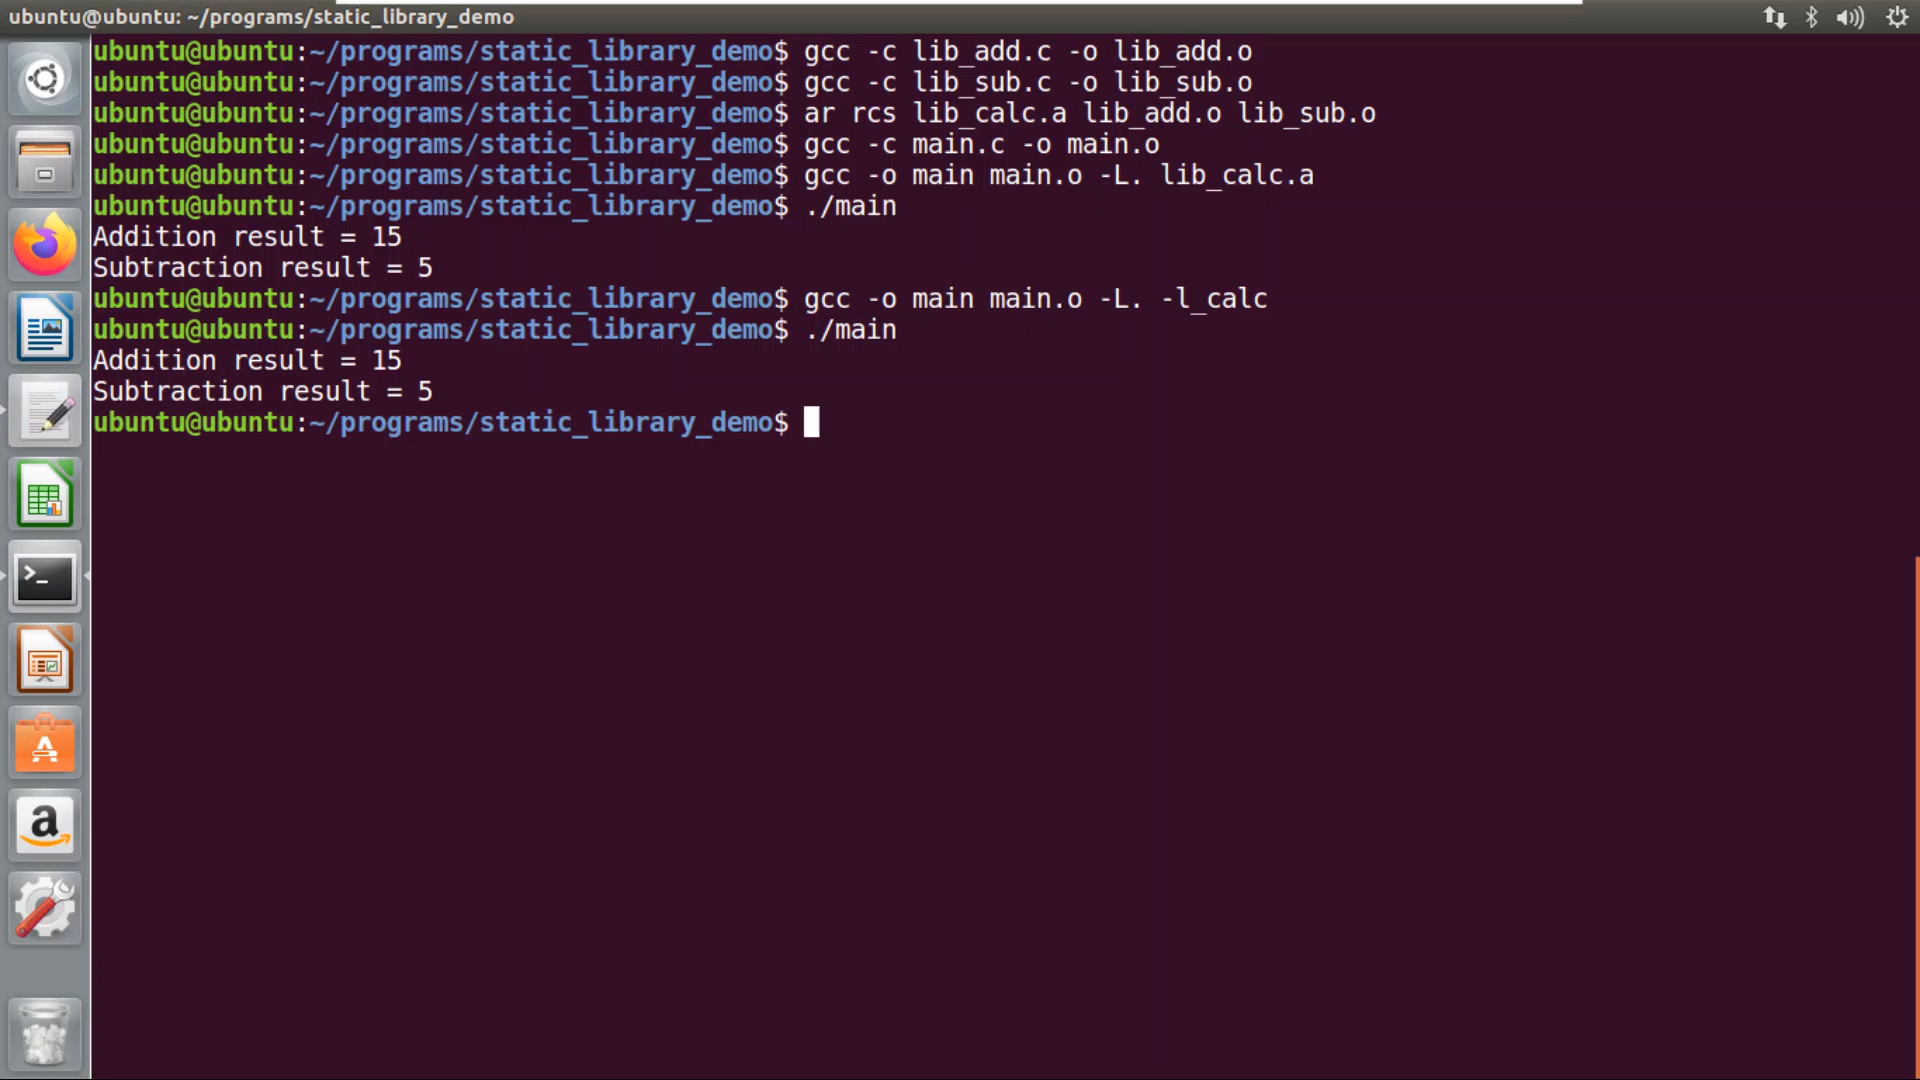 ubuntu@ubuntu: ~/programs/static_library_demo
ubuntu@ubuntu:~/programs/static_library_demo$ gcc -c lib_add.c -o lib_add.o
ubuntu@ubuntu:~/programs/static_library_demo$ gcc -c lib_sub.c -o lib_sub.o
ubuntu@ubuntu:~/programs/static_library_demo$ ar rcs lib_calc.a lib_add.o lib_sub.o
ubuntu@ubuntu:~/programs/static_library_demo$ gcc -c main.c -o main.o
ubuntu@ubuntu:~/programs/static_library_demo$ gcc -o main main.o -L. lib_calc.a
ubuntu@ubuntu:~/programs/static_library_demo$ ./main
Addition result = 15
Subtraction result = 5
ubuntu@ubuntu:~/programs/static_library_demo$ gcc -o main main.o -L. -l_calc
ubuntu@ubuntu:~/programs/static_library_demo$ ./main
Addition result = 15
Subtraction result = 5
ubuntu@ubuntu:~/programs/static_library_demo$